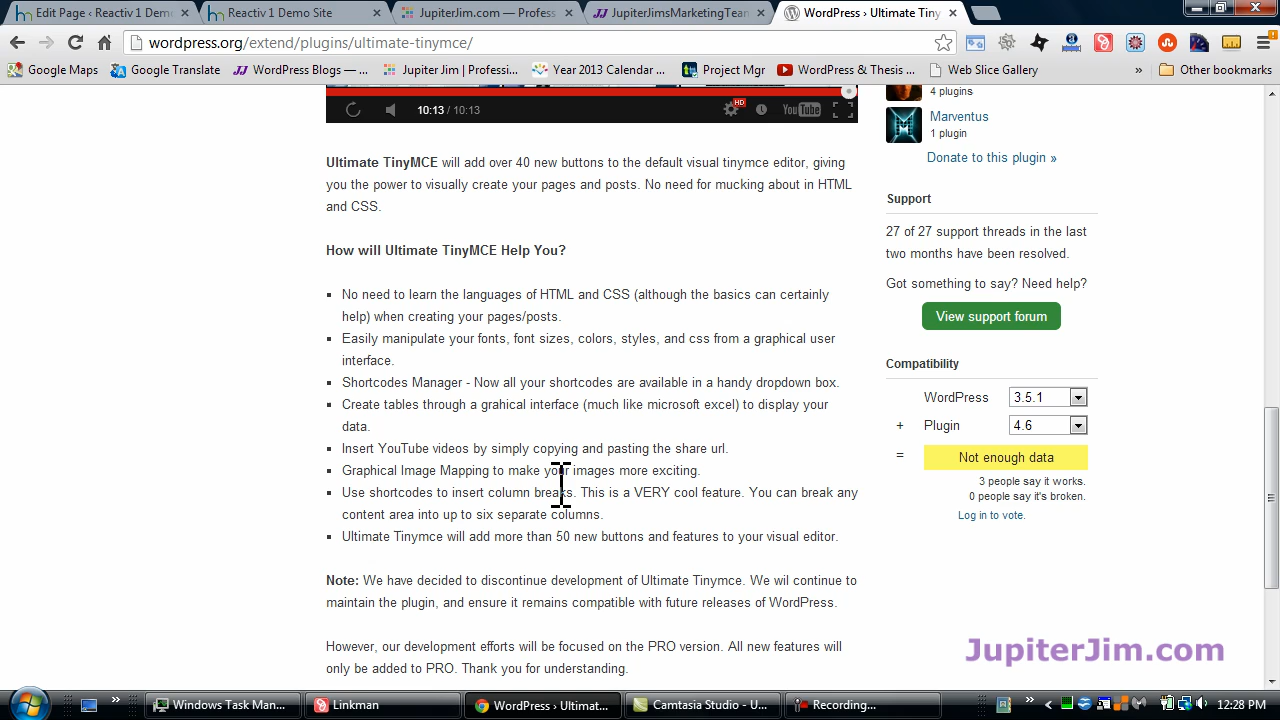 Edit Page ‹ Reactiv 1 Demo
Reactiv 1 Demo Site
JupiterJim.com — Profess
JupiterJimsMarketingTean
WordPress › Ultimate Tiny
wordpress.org/extend/plugins/ultimate-tinymce/
Google Maps
Google Translate
WordPress Blogs — ...
Jupiter Jim | Professi...
Year 2013 Calendar ...
Project Mgr
WordPress & Thesis ...
Web Slice Gallery
»
Other bookmarks
10:13 / 10:13
HD
YouTube
4 plugins
Marventus
1 plugin
Donate to this plugin »
Ultimate TinyMCE will add over 40 new buttons to the default visual tinymce editor, giving
you the power to visually create your pages and posts. No need for mucking about in HTML
and CSS.
How will Ultimate TinyMCE Help You?
No need to learn the languages of HTML and CSS (although the basics can certainly
help) when creating your pages/posts.
Easily manipulate your fonts, font sizes, colors, styles, and css from a graphical user
interface.
Shortcodes Manager - Now all your shortcodes are available in a handy dropdown box.
Create tables through a grahical interface (much like microsoft excel) to display your
data.
Insert YouTube videos by simply copying and pasting the share url.
Graphical Image Mapping to make your images more exciting.
Use shortcodes to insert column breaks. This is a VERY cool feature. You can break any
content area into up to six separate columns.
Ultimate Tinymce will add more than 50 new buttons and features to your visual editor.
Note: We have decided to discontinue development of Ultimate Tinymce. We wil continue to
maintain the plugin, and ensure it remains compatible with future releases of WordPress.
However, our development efforts will be focused on the PRO version. All new features will
only be added to PRO. Thank you for understanding.
Support
27 of 27 support threads in the last
two months have been resolved.
Got something to say? Need help?
View support forum
Compatibility
WordPress 3.5.1
+ Plugin 4.6
= Not enough data
3 people say it works.
0 people say it's broken.
Log in to vote.
JupiterJim.com
»
Windows Task Man...
Linkman
WordPress › Ultimat...
Camtasia Studio - U...
Recording...
»
12:28 PM